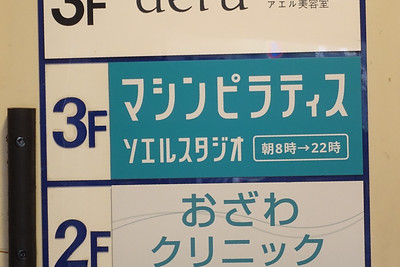 3F aeru
アエル美容室
3F マシンピラティス
ソエルスタジオ 朝8時→22時
2F おざわ
クリニック